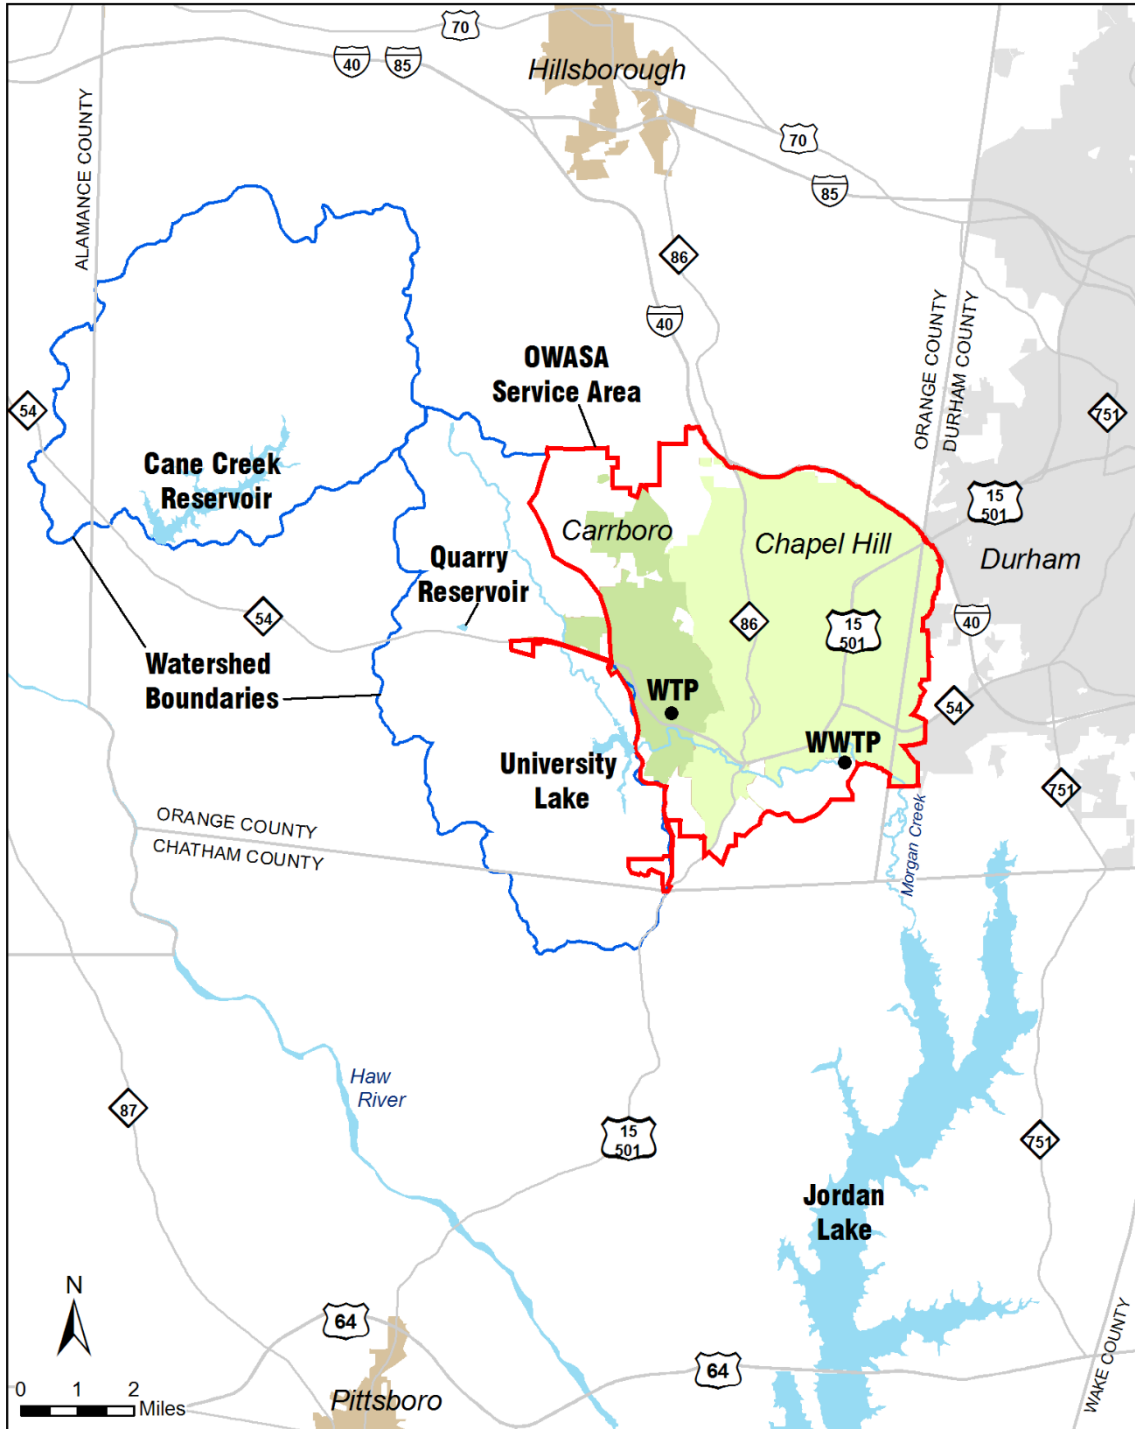 70
40
85
Hillsborough
70
85
ALAMANCE COUNTY
86
40
ORANGE COUNTY
DURHAM COUNTY
OWASA
Service Area
54
751
Cane Creek
Reservoir
15
501
Carrboro
Chapel Hill
Durham
Quarry
Reservoir
54
86
15
501
40
Watershed
Boundaries
WTP
54
WWTP
University
Lake
751
Morgan Creek
ORANGE COUNTY
CHATHAM COUNTY
Haw
River
87
15
501
751
Jordan
Lake
N
64
64
WAKE COUNTY
0 1 2
Miles
Pittsboro